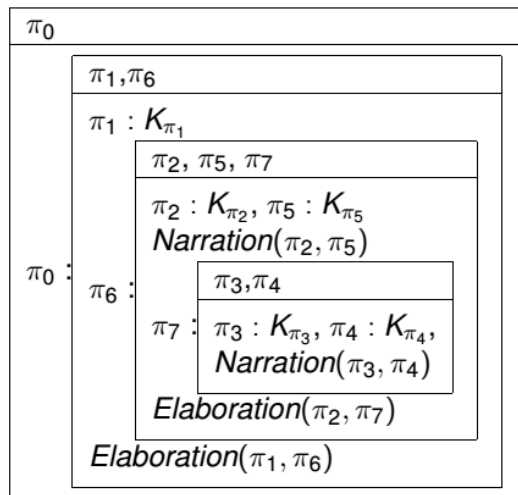 π0
π1,π6
π1 : Kπ1
π2, π5, π7
π2 : Kπ2, π5 : Kπ5
Narration(π2, π5)
π0 :
π6 :
π3,π4
π7 : π3 : Kπ3, π4 : Kπ4,
Narration(π3, π4)
Elaboration(π2, π7)
Elaboration(π1, π6)